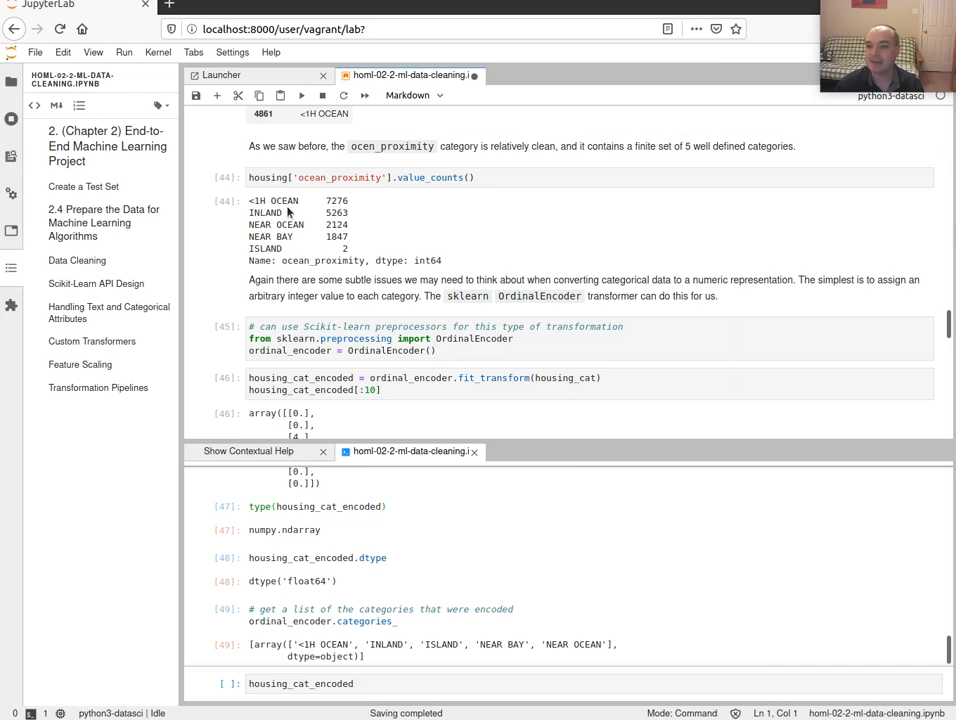 JupyterLab
localhost:8000/user/vagrant/lab?
File Edit View Run Kernel Tabs Settings Help
HOML-02-2-ML-DATA-
CLEANING.IPYNB
2. (Chapter 2) End-to-
End Machine Learning
Project
Create a Test Set
2.4 Prepare the Data for
Machine Learning
Algorithms
Data Cleaning
Scikit-Learn API Design
Handling Text and Categorical
Attributes
Custom Transformers
Feature Scaling
Transformation Pipelines
Launcher
homl-02-2-ml-data-cleaning.i
Markdown
python3-datasci
4861 <1H OCEAN
As we saw before, the ocen_proximity category is relatively clean, and it contains a finite set of 5 well defined categories.
[44]: housing['ocean_proximity'].value_counts()
[44]: <1H OCEAN 7276
INLAND 5263
NEAR OCEAN 2124
NEAR BAY 1847
ISLAND 2
Name: ocean_proximity, dtype: int64
Again there are some subtle issues we may need to think about when converting categorical data to a numeric representation. The simplest is to assign an
arbitrary integer value to each category. The sklearn OrdinalEncoder transformer can do this for us.
[45]: # can use Scikit-learn preprocessors for this type of transformation
from sklearn.preprocessing import OrdinalEncoder
ordinal_encoder = OrdinalEncoder()
[46]: housing_cat_encoded = ordinal_encoder.fit_transform(housing_cat)
housing_cat_encoded[:10]
[46]: array([[0.],
[0.],
[4.]
Show Contextual Help
homl-02-2-ml-data-cleaning.i
[0.],
[0.]])
[47]: type(housing_cat_encoded)
[47]: numpy.ndarray
[48]: housing_cat_encoded.dtype
[48]: dtype('float64')
[49]: # get a list of the categories that were encoded
ordinal_encoder.categories_
[49]: [array(['<1H OCEAN', 'INLAND', 'ISLAND', 'NEAR BAY', 'NEAR OCEAN'],
dtype=object)]
[ ]: housing_cat_encoded
0 1 python3-datasci | Idle Saving completed Mode: Command Ln 1, Col 1 homl-02-2-ml-data-cleaning.ipynb